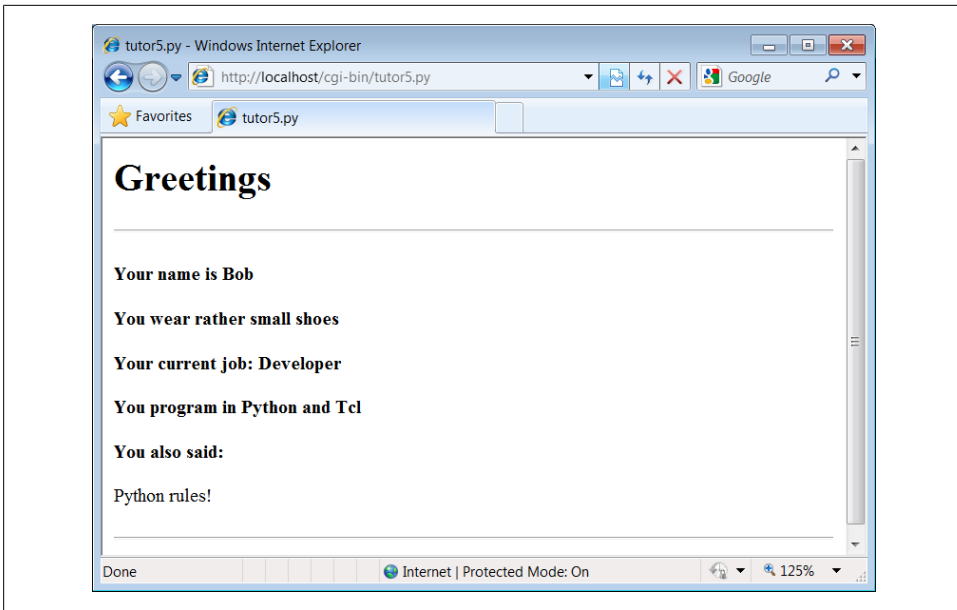 tutor5.py - Windows Internet Explorer
http://localhost/cgi-bin/tutor5.py
Google
Favorites
tutor5.py
Greetings
Your name is Bob
You wear rather small shoes
Your current job: Developer
You program in Python and Tcl
You also said:
Python rules!
Done
Internet | Protected Mode: On
125%